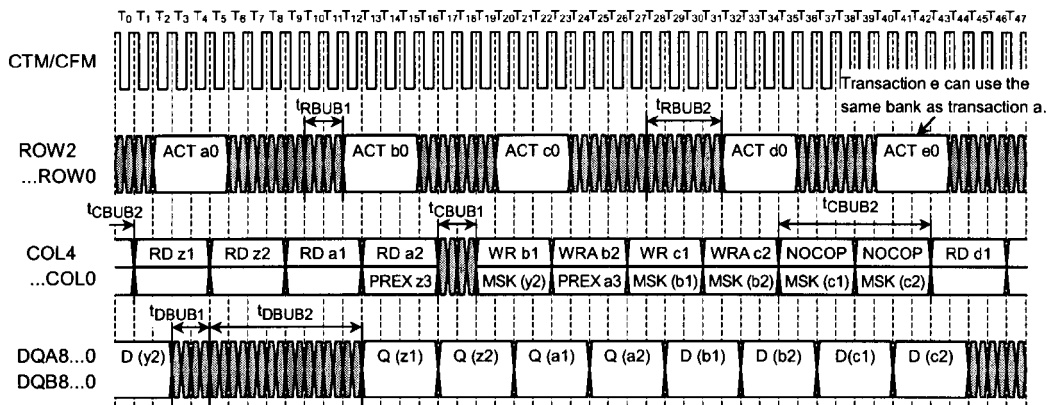 T0 T1 T2 T3 T4 T5 T6 T7 T8 T9 T10 T11 T12 T13 T14 T15 T16 T17 T18 T19 T20 T21 T22 T23 T24 T25 T26 T27 T28 T29 T30 T31 T32 T33 T34 T35 T36 T37 T38 T39 T40 T41 T42 T43 T44 T45 T46 T47
CTM/CFM
Transaction e can use the
same bank as transaction a.
tRBUB1 tRBUB2
ROW2 ACT a0 ACT b0 ACT c0 ACT d0 ACT e0
...ROW0
tCBUB2 tCBUB1 tCBUB2
COL4 RD z1 RD z2 RD a1 RD a2 WR b1 WRA b2 WR c1 WRA c2 NOCOP NOCOP RD d1
...COL0 PREX z3 MSK (y2) PREX a3 MSK (b1) MSK (b2) MSK (c1) MSK (c2)
tDBUB1 tDBUB2
DQA8...0 D (y2) Q (z1) Q (z2) Q (a1) Q (a2) D (b1) D (b2) D(c1) D (c2)
DQB8...0